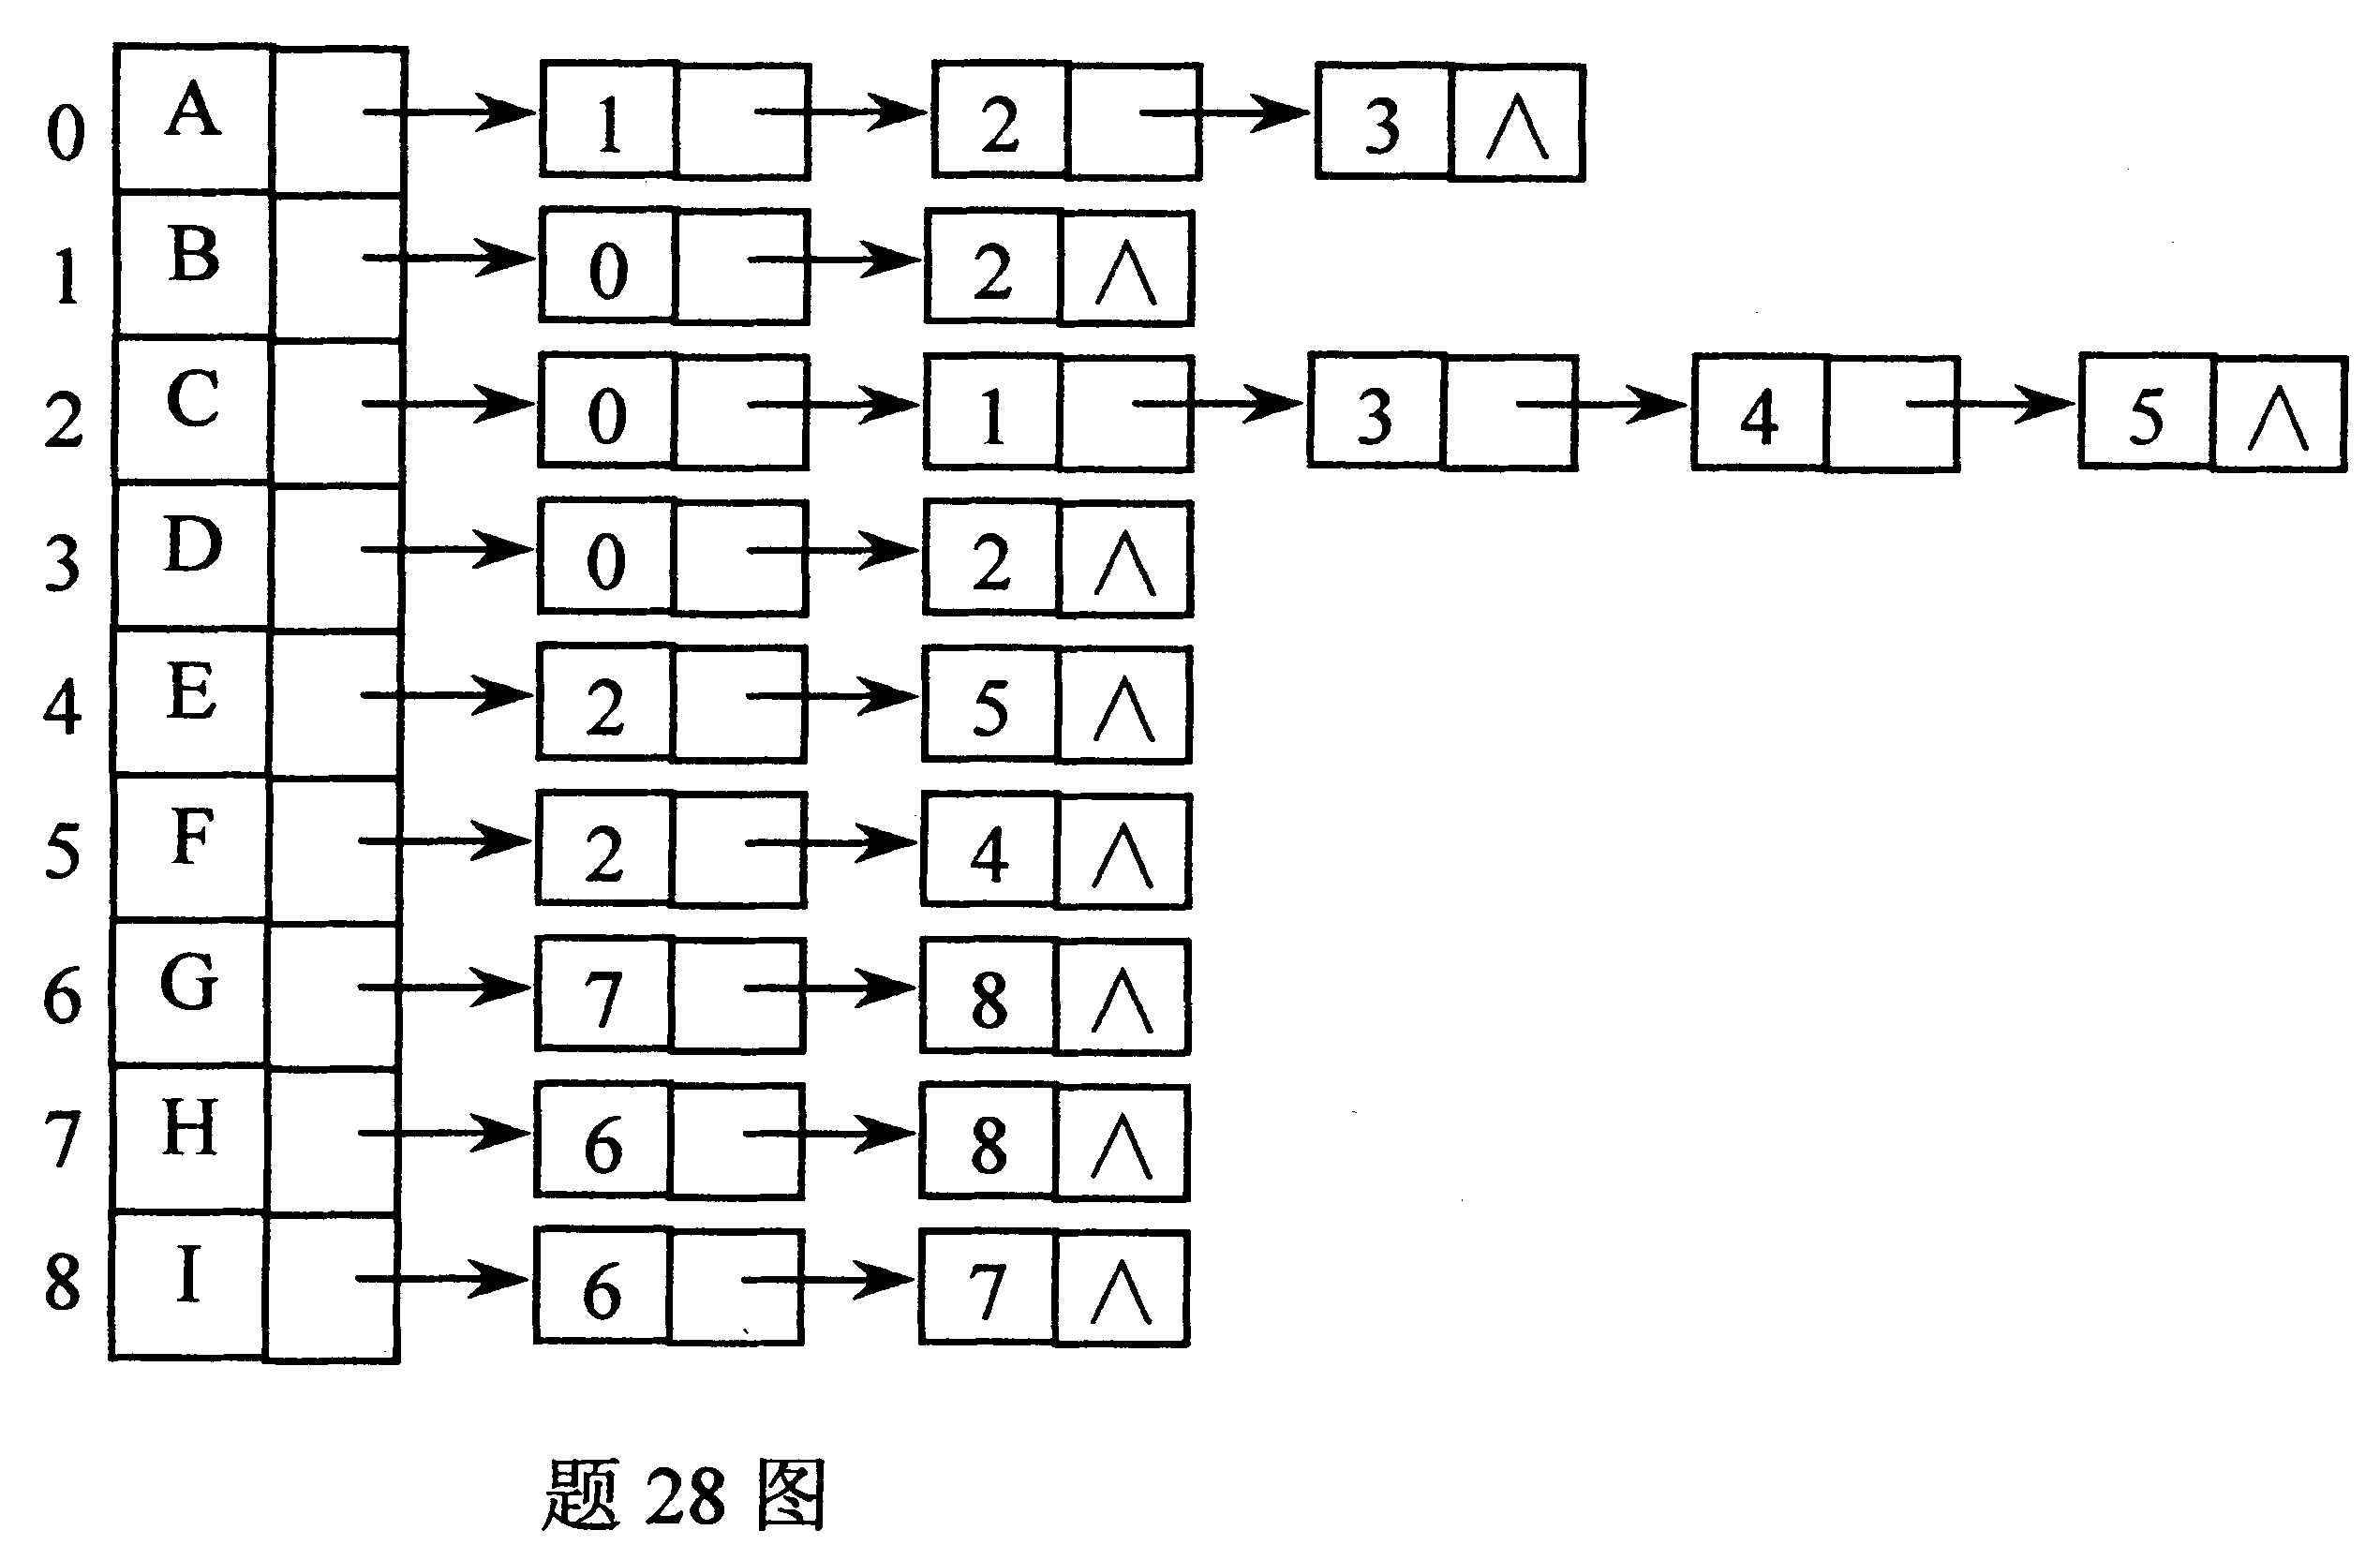 0 A 1 2 3 ∧
1 B 0 2 ∧
2 C 0 1 3 4 5 ∧
3 D 0 2 ∧
4 E 2 5 ∧
5 F 2 4 ∧
6 G 7 8 ∧
7 H 6 8 ∧
8 I 6 7 ∧
题 28 图